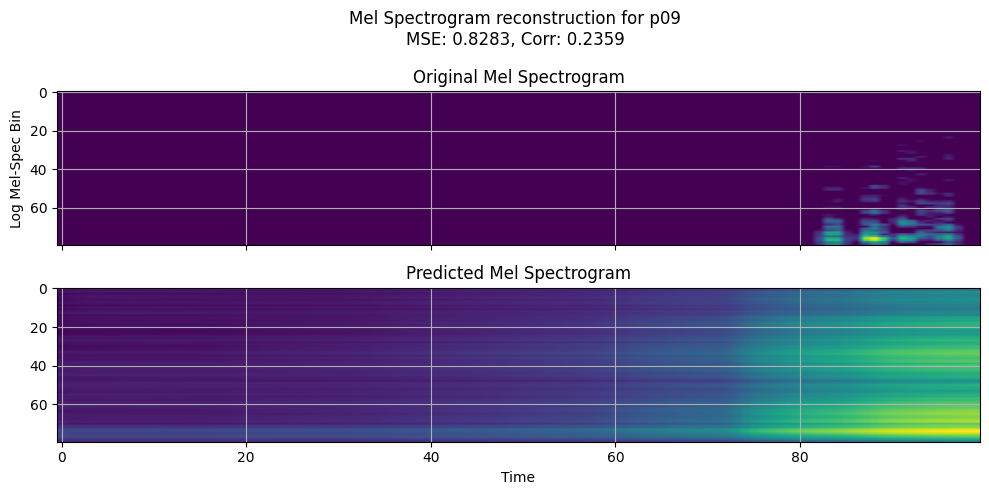 Mel Spectrogram reconstruction for p09
MSE: 0.8283, Corr: 0.2359
Original Mel Spectrogram
Log Mel-Spec Bin
0
20
40
60
Predicted Mel Spectrogram
0
20
40
60
0 20 40 60 80
Time